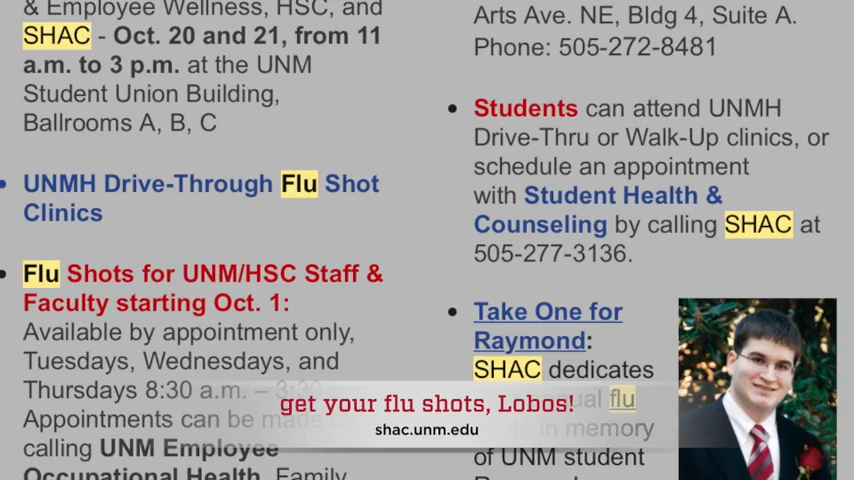 & Employee Wellness, HSC, and
SHAC - Oct. 20 and 21, from 11
a.m. to 3 p.m. at the UNM
Student Union Building,
Ballrooms A, B, C
UNMH Drive-Through Flu Shot
Clinics
Flu Shots for UNM/HSC Staff &
Faculty starting Oct. 1:
Available by appointment only,
Tuesdays, Wednesdays, and
Thursdays 8:30 a.m. – 3:30
Appointments can be made
calling UNM Employee
Occupational Health, Family
Arts Ave. NE, Bldg 4, Suite A.
Phone: 505-272-8481
Students can attend UNMH
Drive-Thru or Walk-Up clinics, or
schedule an appointment
with Student Health &
Counseling by calling SHAC at
505-277-3136.
Take One for
Raymond:
SHAC dedicates
flu
in memory
of UNM student
get your flu shots, Lobos!
shac.unm.edu